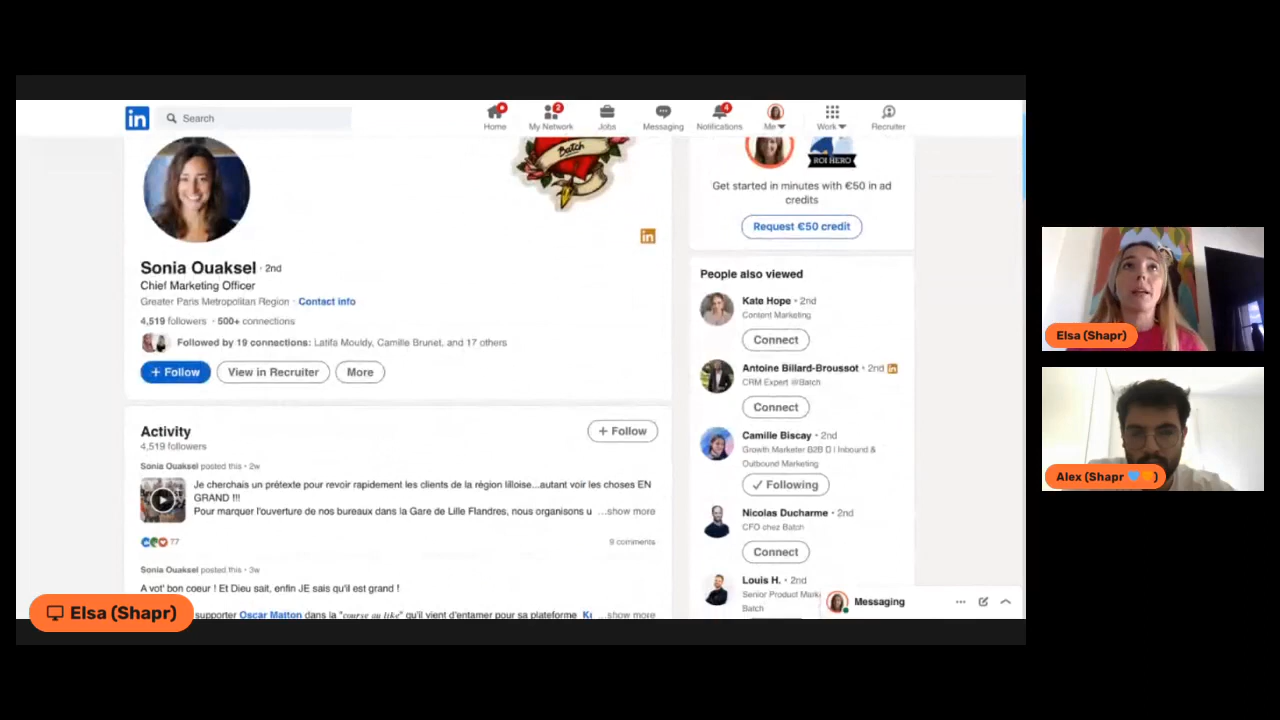 in
Search
Home
2
My Network
Jobs
Messaging
4
Notifications
Me
Work
Recruiter
Batch
ROI HERO
Get started in minutes with €50 in ad
credits
Request €50 credit
in
Sonia Ouaksel · 2nd
Chief Marketing Officer
Greater Paris Metropolitan Region · Contact info
4,519 followers · 500+ connections
Followed by 19 connections: Latifa Mouldy, Camille Brunet, and 17 others
+ Follow
View in Recruiter
More
Activity
4,519 followers
+ Follow
Sonia Ouaksel posted this • 2w
Je cherchais un prétexte pour revoir rapidement les clients de la région lilloise...autant voir les choses EN
GRAND !!!
Pour marquer l'ouverture de nos bureaux dans la Gare de Lille Flandres, nous organisons u ...show more
77
9 comments
Sonia Ouaksel posted this • 3w
A vot' bon coeur ! Et Dieu sait, enfin JE sais qu'il est grand !
supporter Oscar Matton dans la "course au like" qu'il vient d'entamer pour sa plateforme ...show more
People also viewed
Kate Hope • 2nd
Content Marketing
Connect
Antoine Billard-Broussot • 2nd in
CRM Expert @Batch
Connect
Camille Biscay • 2nd
Growth Marketer B2B | Inbound &
Outbound Marketing
✓ Following
Nicolas Ducharme • 2nd
CFO chez Batch
Connect
Louis H. • 2nd
Senior Product Mark
Batch
Messaging
Elsa (Shapr)
Elsa (Shapr)
Alex (Shapr 💙🧡)